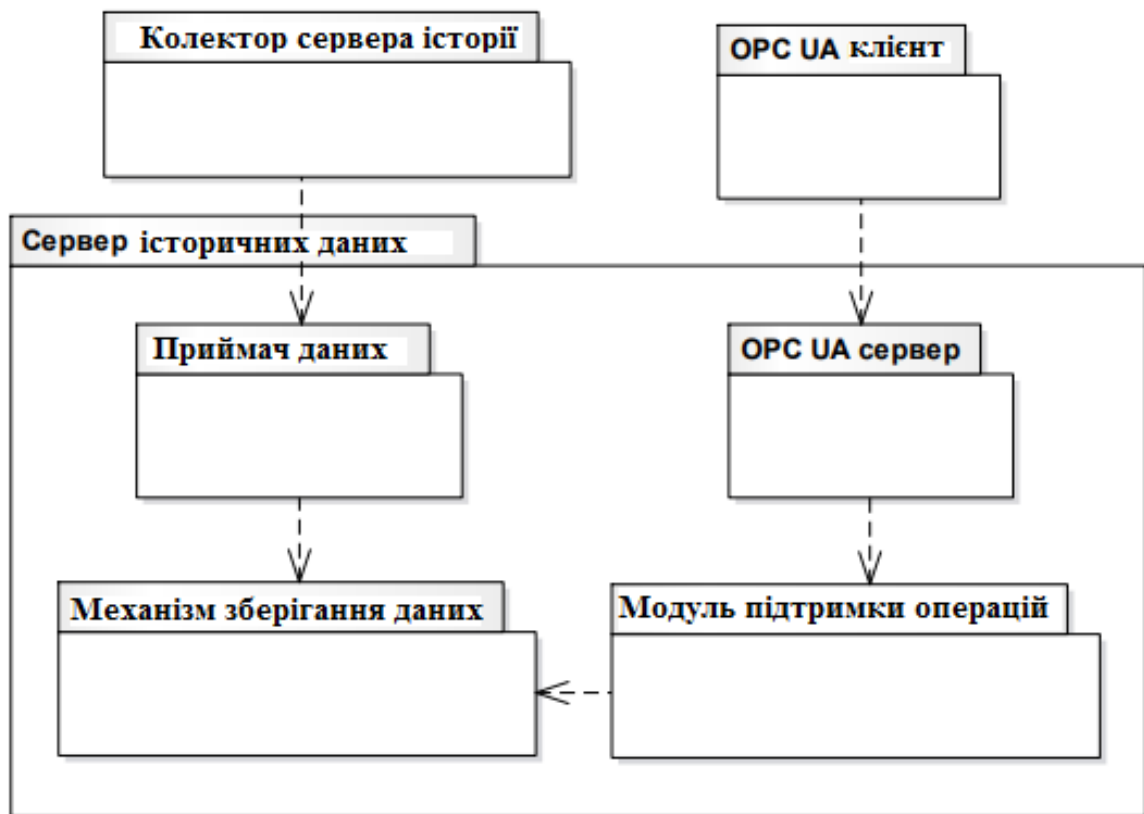 Колектор сервера історії
OPC UA клієнт
Сервер історичних даних
Приймач даних
OPC UA сервер
Механізм зберігання даних
Модуль підтримки операцій